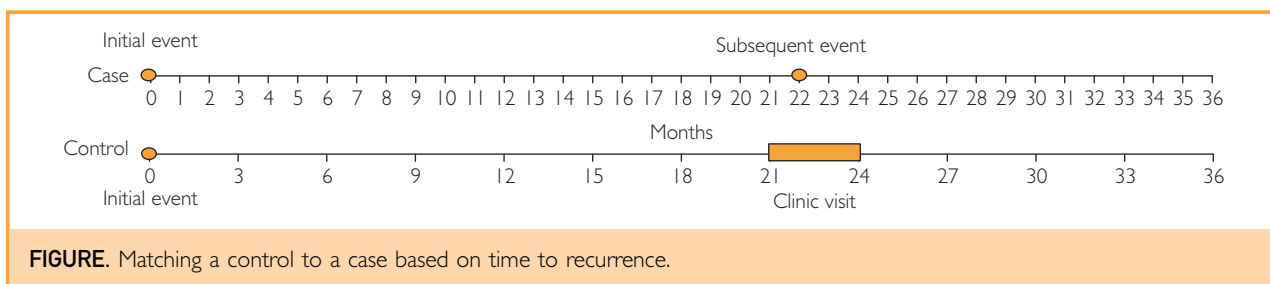 Initial event
Subsequent event
Case
0 1 2 3 4 5 6 7 8 9 10 11 12 13 14 15 16 17 18 19 20 21 22 23 24 25 26 27 28 29 30 31 32 33 34 35 36
Months
Control
0 3 6 9 12 15 18 21 24 27 30 33 36
Initial event
Clinic visit
FIGURE. Matching a control to a case based on time to recurrence.